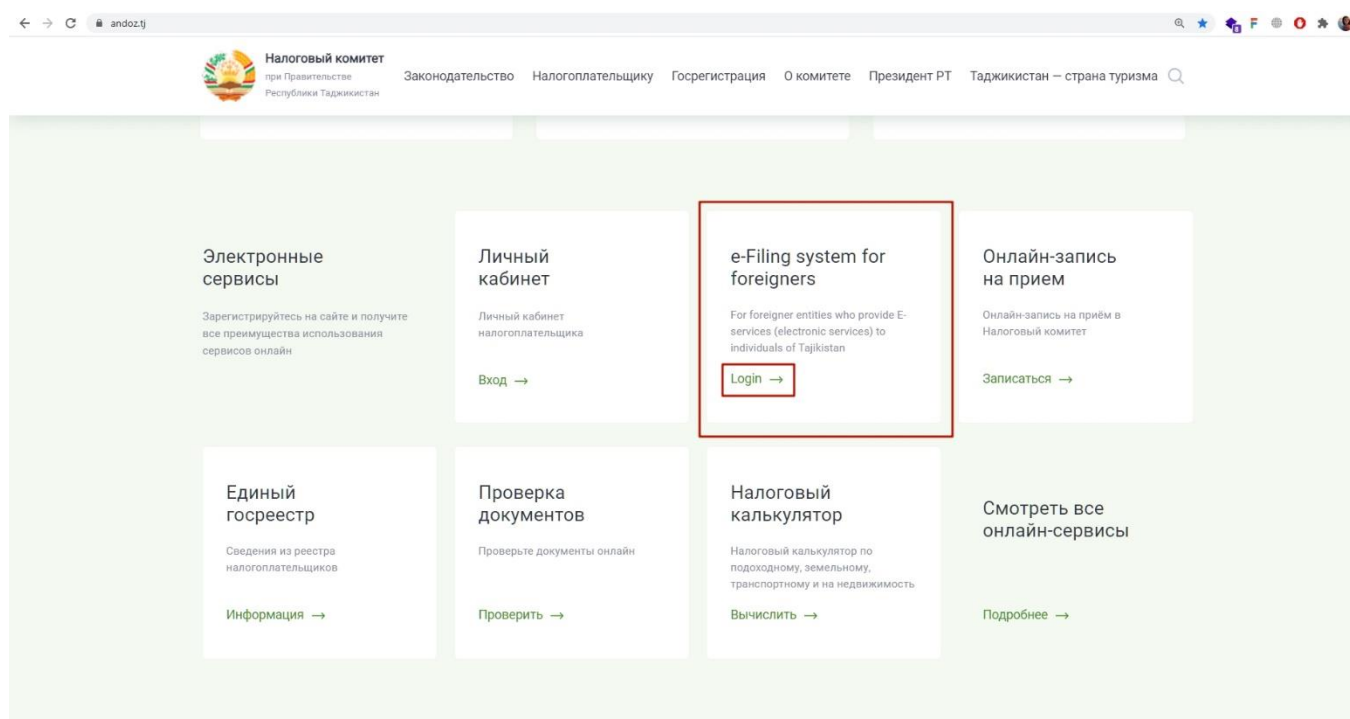 andoz.tj
Налоговый комитет
при Правительстве
Республики Таджикистан
Законодательство
Налогоплательщику
Госрегистрация
О комитете
Президент РТ
Таджикистан — страна туризма
Электронные
сервисы
Зарегистрируйтесь на сайте и получите
все преимущества использования
сервисов онлайн
Личный
кабинет
Личный кабинет
налогоплательщика
Вход →
e-Filing system for
foreigners
For foreigner entities who provide E-
services (electronic services) to
individuals of Tajikistan
Login →
Онлайн-запись
на прием
Онлайн-запись на приём в
Налоговый комитет
Записаться →
Единый
госреестр
Сведения из реестра
налогоплательщиков
Информация →
Проверка
документов
Проверьте документы онлайн
Проверить →
Налоговый
калькулятор
Налоговый калькулятор по
подоходному, земельному,
транспортному и на недвижимость
Вычислить →
Смотреть все
онлайн-сервисы
Подробнее →